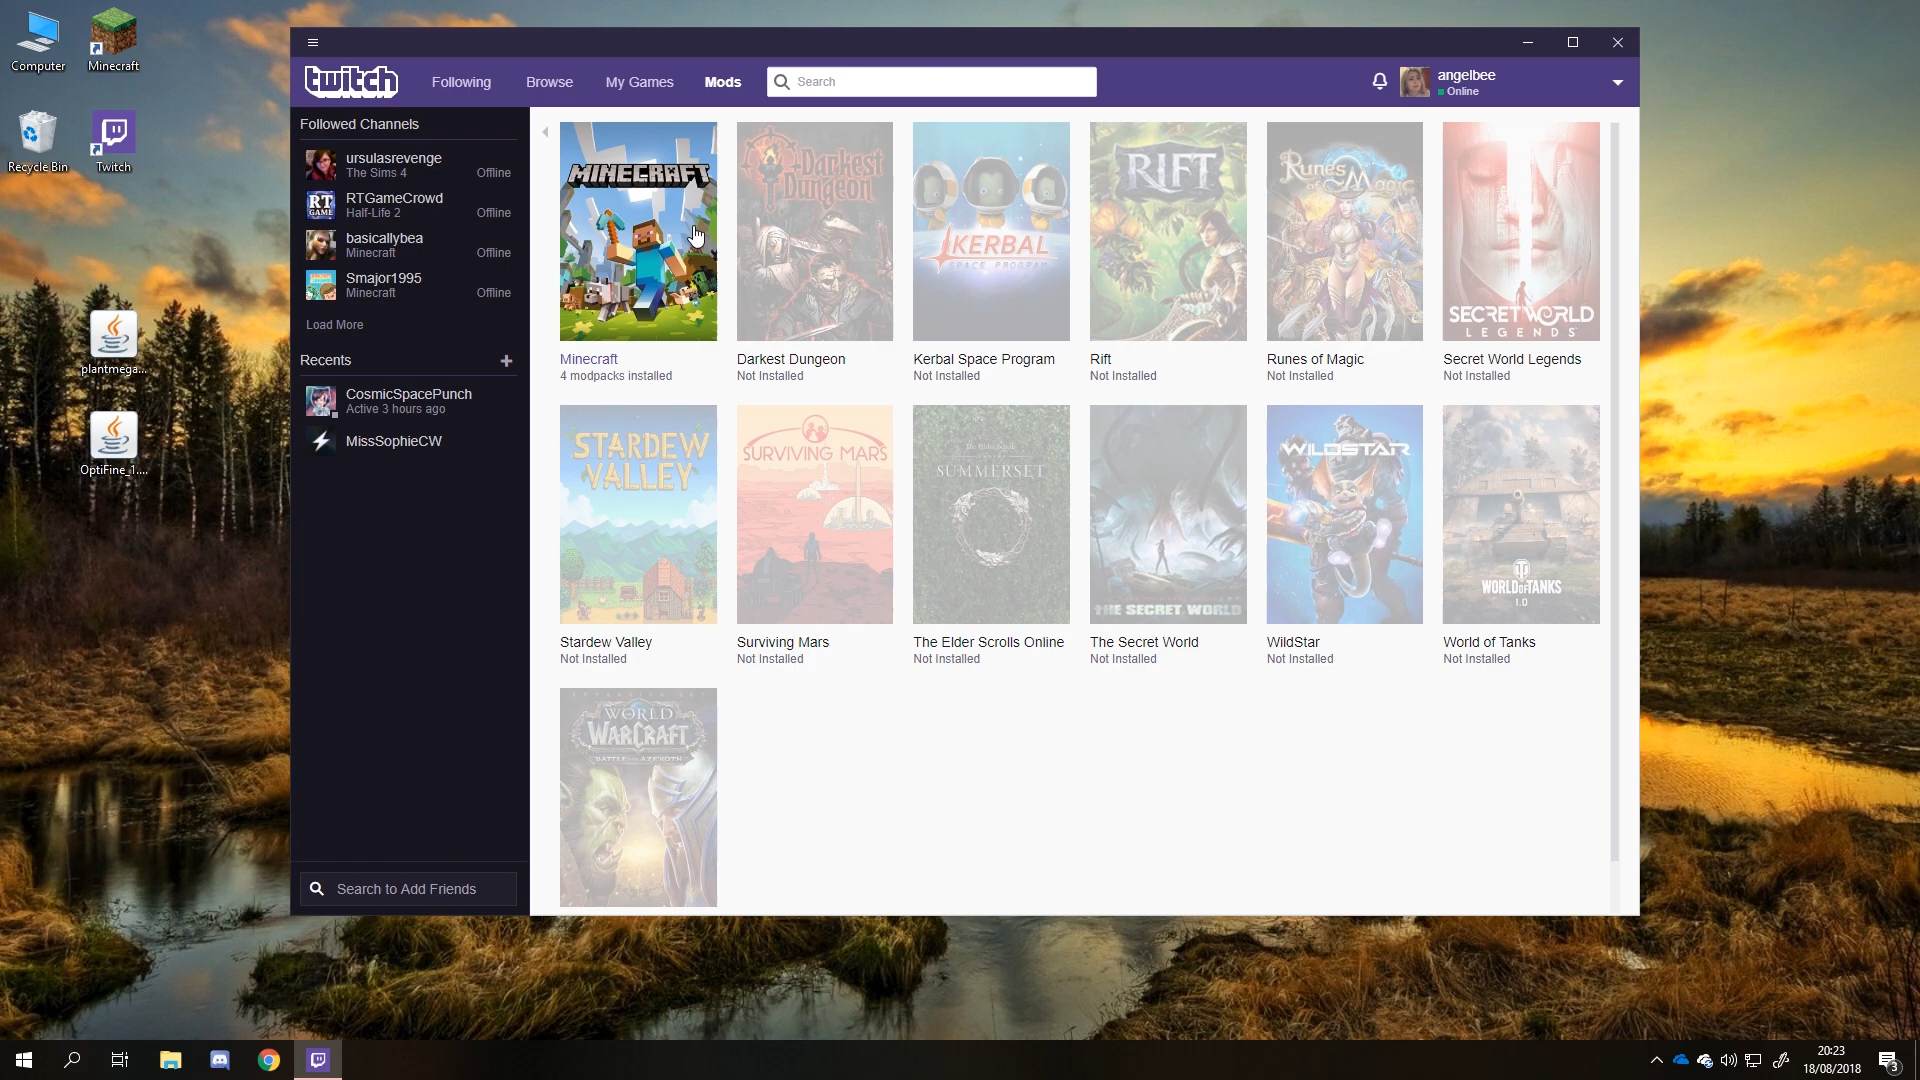 Computer
Minecraft
Recycle Bin
Twitch
plantmega...
OptiFine_1....
twitch
Following
Browse
My Games
Mods
Search
angelbee
Online
Followed Channels
ursulasrevenge
The Sims 4
Offline
RT GAME
RTGameCrowd
Half-Life 2
Offline
basicallybea
Minecraft
Offline
Smajor1995
Minecraft
Offline
Load More
Recents
CosmicSpacePunch
Active 3 hours ago
MissSophieCW
Search to Add Friends
MINECRAFT
Minecraft
4 modpacks installed
Darkest Dungeon
Darkest Dungeon
Not Installed
KERBAL
SPACE PROGRAM
Kerbal Space Program
Not Installed
RIFT
Rift
Not Installed
Runes of Magic
Runes of Magic
Not Installed
SECRET WORLD
LEGENDS
Secret World Legends
Not Installed
STARDEW
VALLEY
Stardew Valley
Not Installed
SURVIVING MARS
Surviving Mars
Not Installed
SUMMERSET
The Elder Scrolls Online
Not Installed
THE SECRET WORLD
The Secret World
Not Installed
WILDSTAR
WildStar
Not Installed
WORLD OF TANKS
1.0
World of Tanks
Not Installed
WORLD
WARCRAFT
BATTLE FOR AZEROTH
20:23
18/08/2018
3